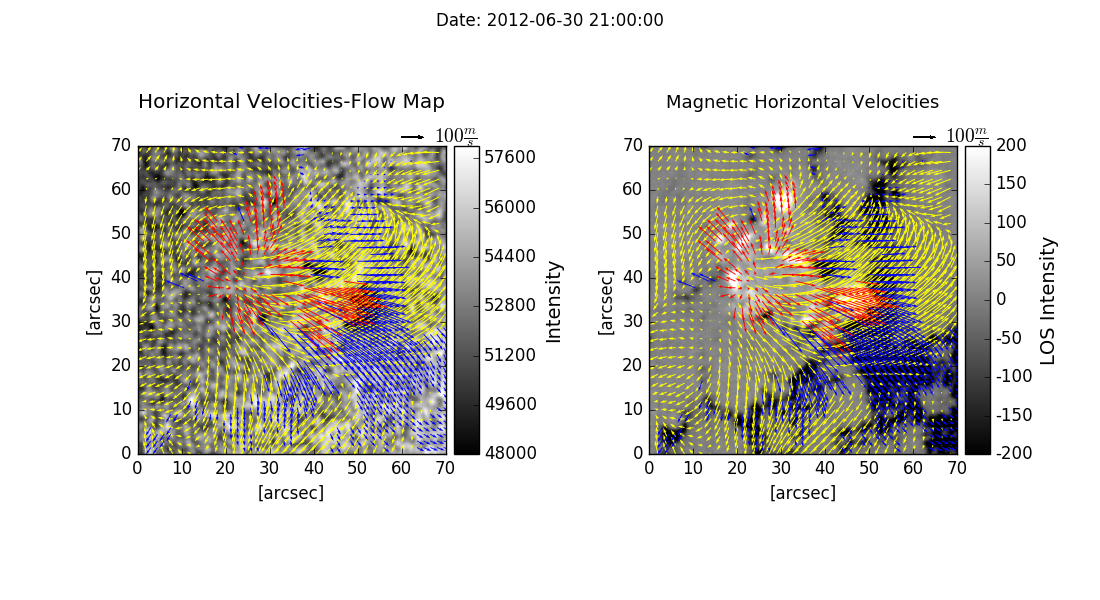 Date: 2012-06-30 21:00:00
Horizontal Velocities-Flow Map
100 m/s
70
60
50
40
30
20
10
0
[arcsec]
0 10 20 30 40 50 60 70
[arcsec]
57600
56000
54400
52800
51200
49600
48000
Intensity
Magnetic Horizontal Velocities
100 m/s
70
60
50
40
30
20
10
0
[arcsec]
0 10 20 30 40 50 60 70
[arcsec]
200
150
100
50
0
-50
-100
-150
-200
LOS Intensity